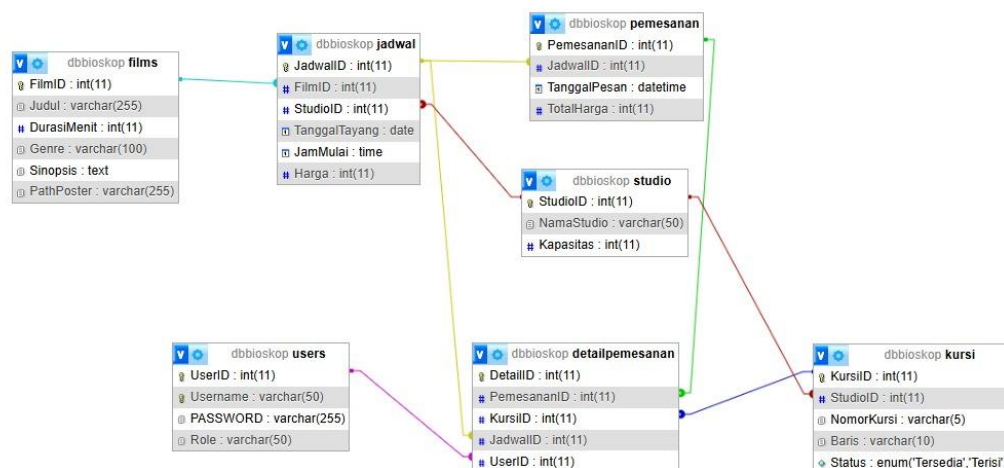 dbbioskop films
FilmID : int(11)
Judul : varchar(255)
DurasiMenit : int(11)
Genre : varchar(100)
Sinopsis : text
PathPoster : varchar(255)
dbbioskop jadwal
JadwalID : int(11)
FilmID : int(11)
StudioID : int(11)
TanggalTayang : date
JamMulai : time
Harga : int(11)
dbbioskop pemesanan
PemesananID : int(11)
JadwalID : int(11)
TanggalPesan : datetime
TotalHarga : int(11)
dbbioskop studio
StudioID : int(11)
NamaStudio : varchar(50)
Kapasitas : int(11)
dbbioskop users
UserID : int(11)
Username : varchar(50)
PASSWORD : varchar(255)
Role : varchar(50)
dbbioskop detailpemesanan
DetailID : int(11)
PemesananID : int(11)
KursiID : int(11)
JadwalID : int(11)
UserID : int(11)
dbbioskop kursi
KursiID : int(11)
StudioID : int(11)
NomorKursi : varchar(5)
Baris : varchar(10)
Status : enum('Tersedia','Terisi'